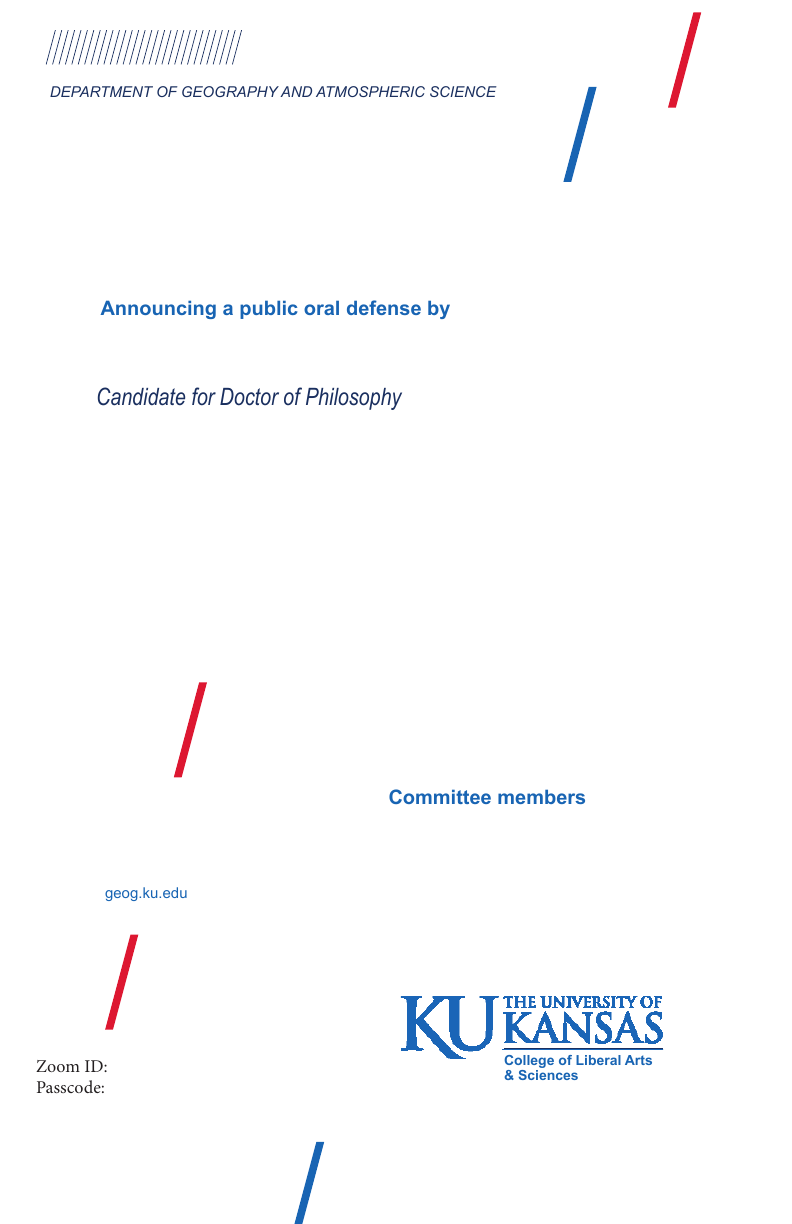 DEPARTMENT OF GEOGRAPHY AND ATMOSPHERIC SCIENCE
Announcing a public oral defense by
Candidate for Doctor of Philosophy
Committee members
geog.ku.edu
KU THE UNIVERSITY OF
KANSAS
College of Liberal Arts
& Sciences
Zoom ID:
Passcode: